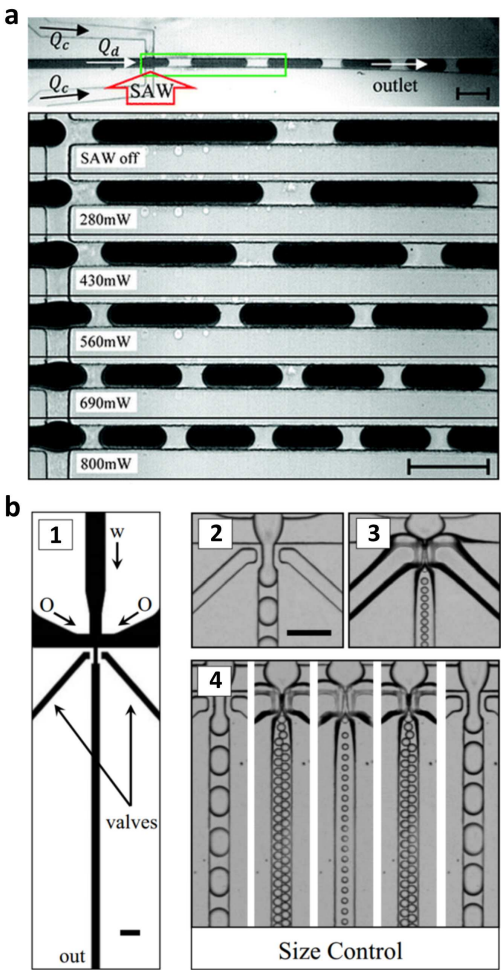 a
Q_c
Q_d
Q_c
SAW
outlet
SAW off
280mW
430mW
560mW
690mW
800mW
b
1
w
O O
valves
out
2
3
4
Size Control